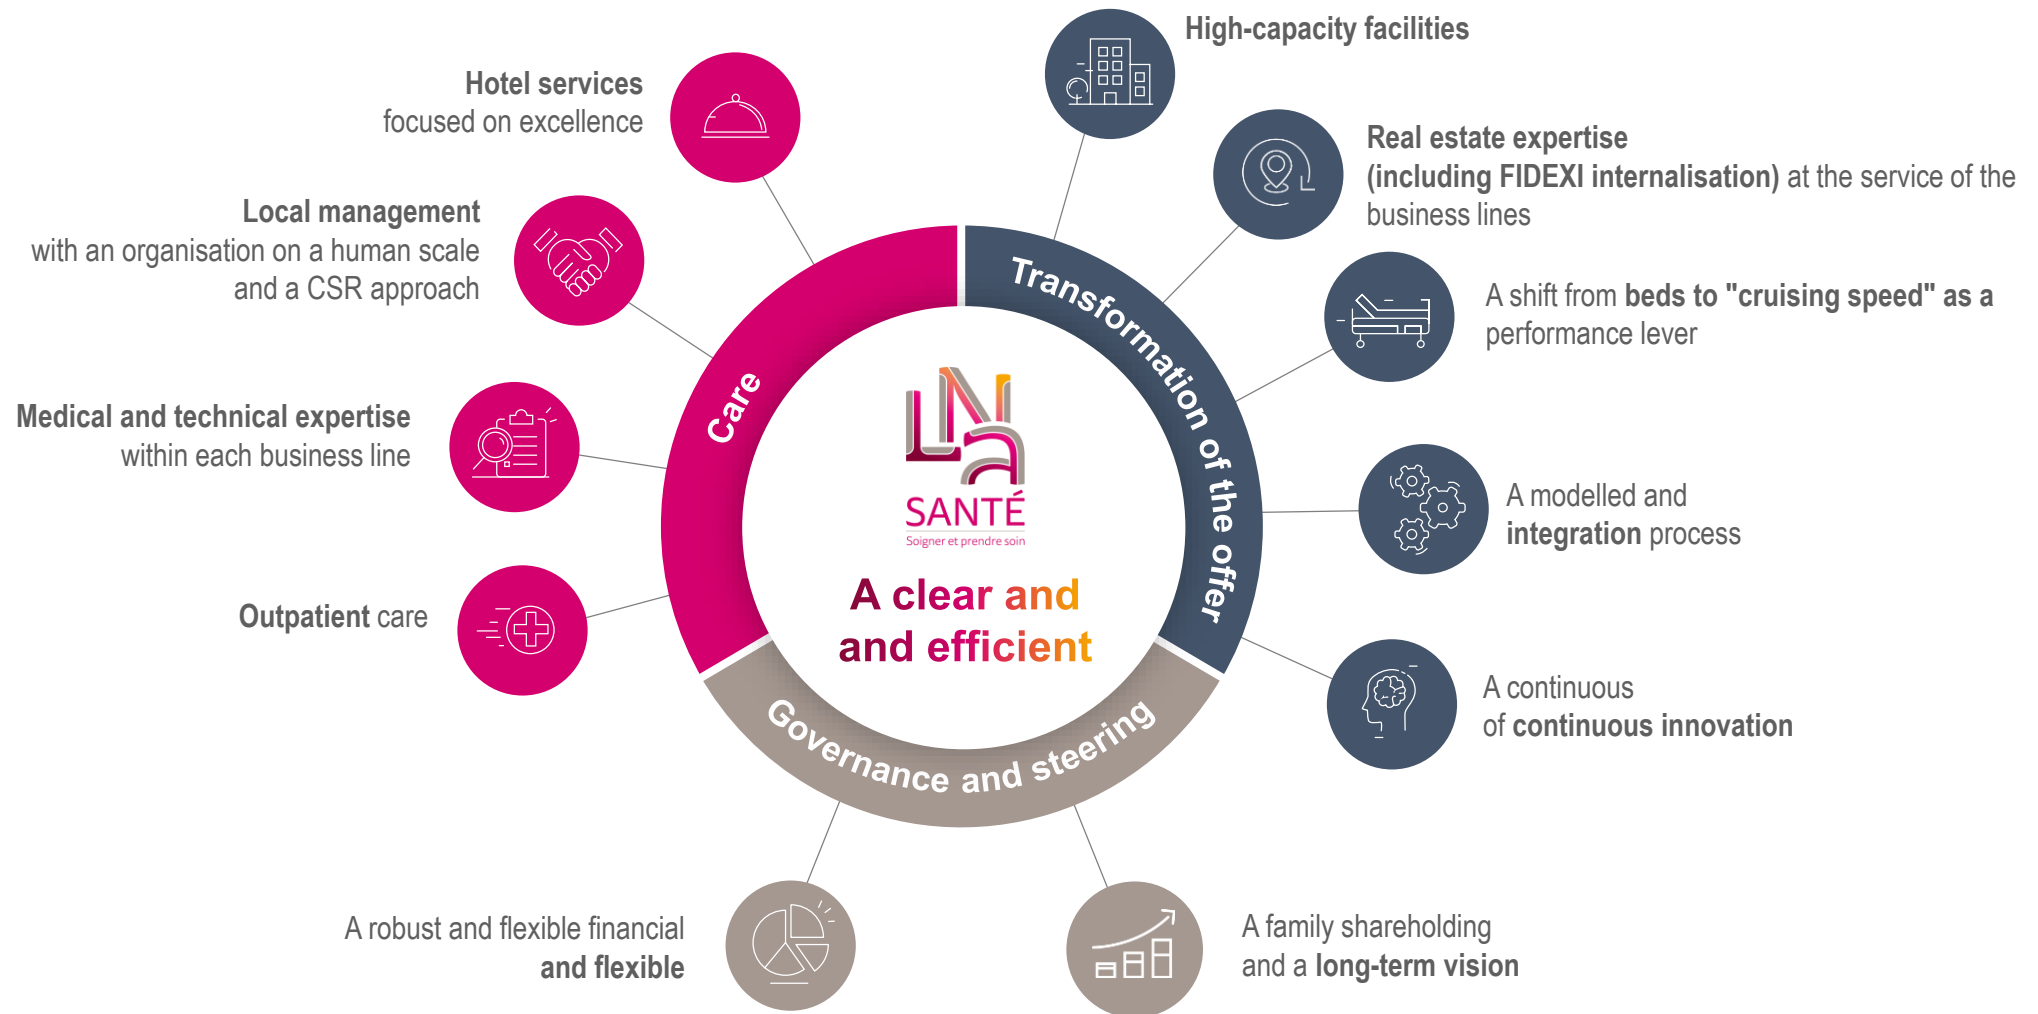 High-capacity facilities
Hotel services
focused on excellence
Real estate expertise
(including FIDEXI internalisation) at the service of the
business lines
Local management
with an organisation on a human scale
and a CSR approach
A shift from beds to "cruising speed" as a
performance lever
Medical and technical expertise
within each business line
A modelled and
integration process
Outpatient care
A continuous
of continuous innovation
Care
Transformation of the offer
Governance and steering
LNa
SANTÉ
Soigner et prendre soin
A clear and
and efficient
A robust and flexible financial
and flexible
A family shareholding
and a long-term vision